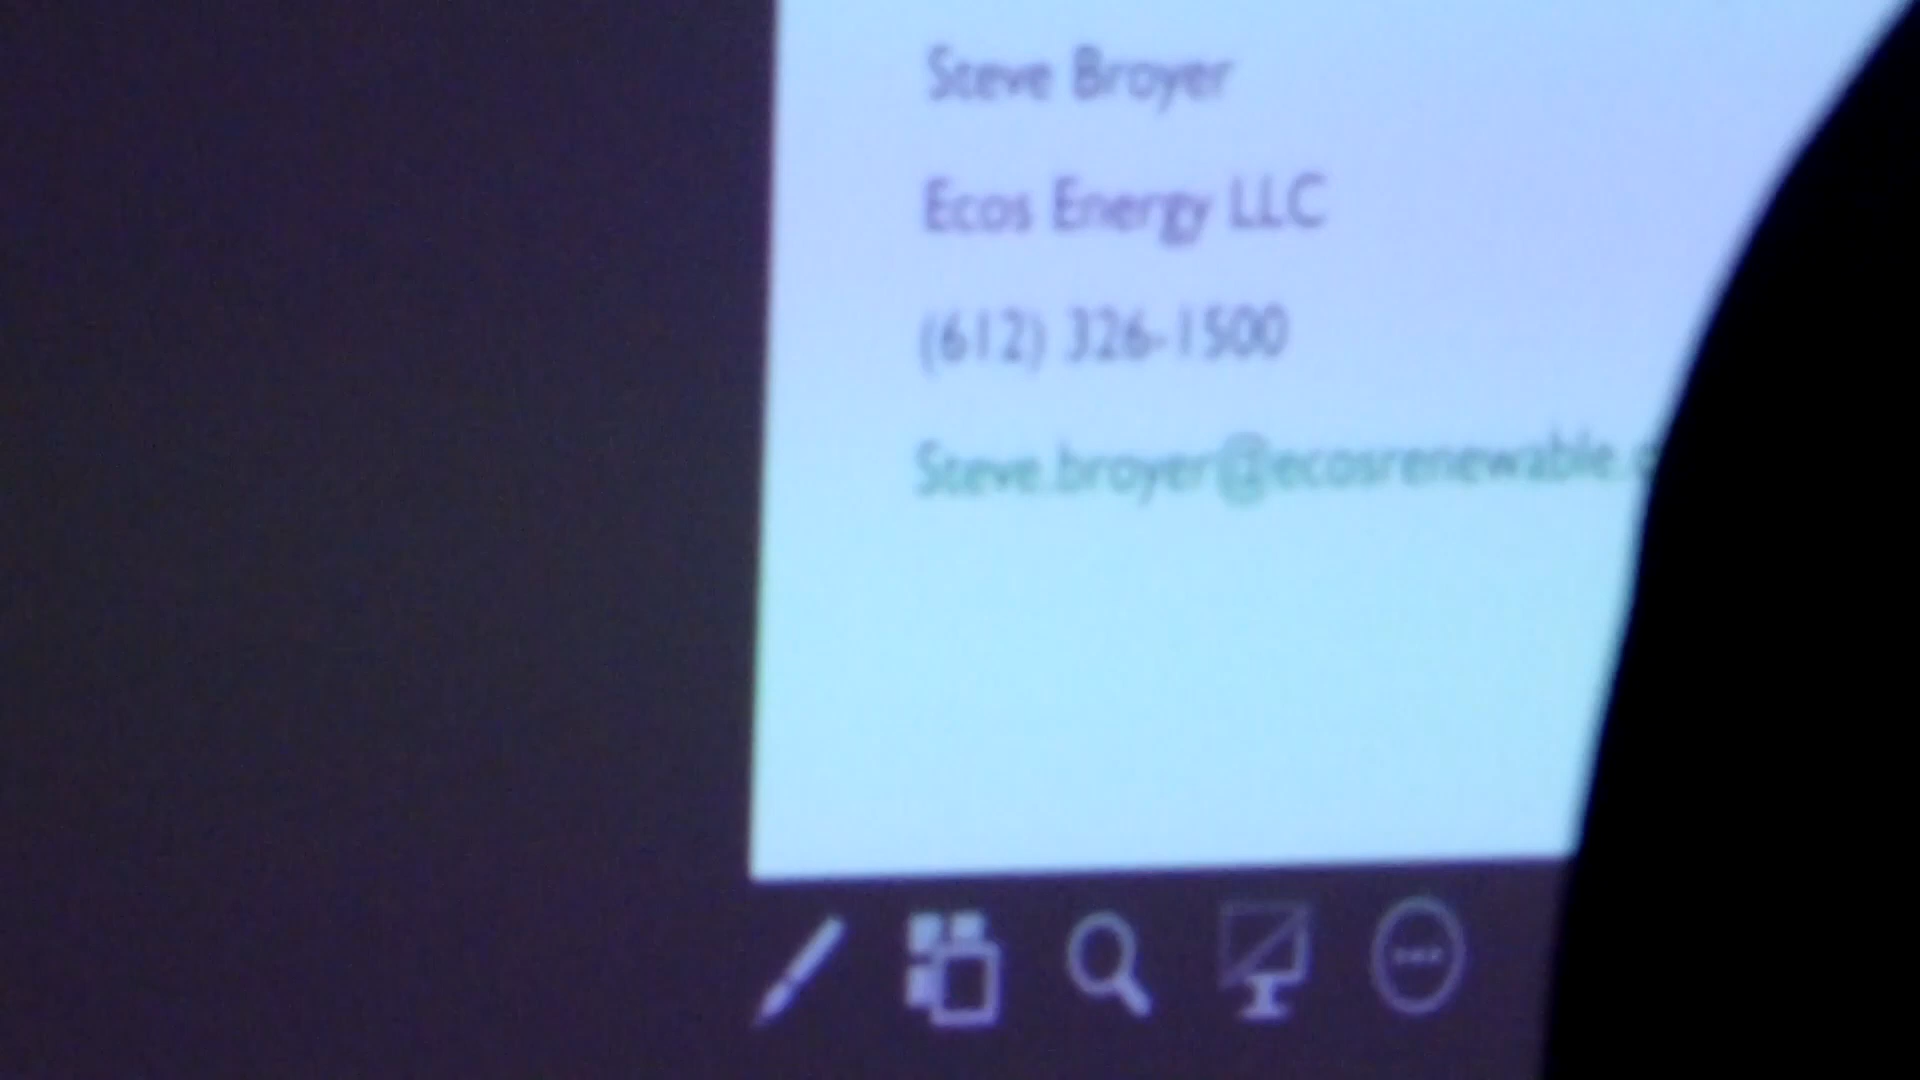 Steve Broyer
Ecos Energy LLC
(612) 326-1500
Steve.broyer@ecosrenewable.